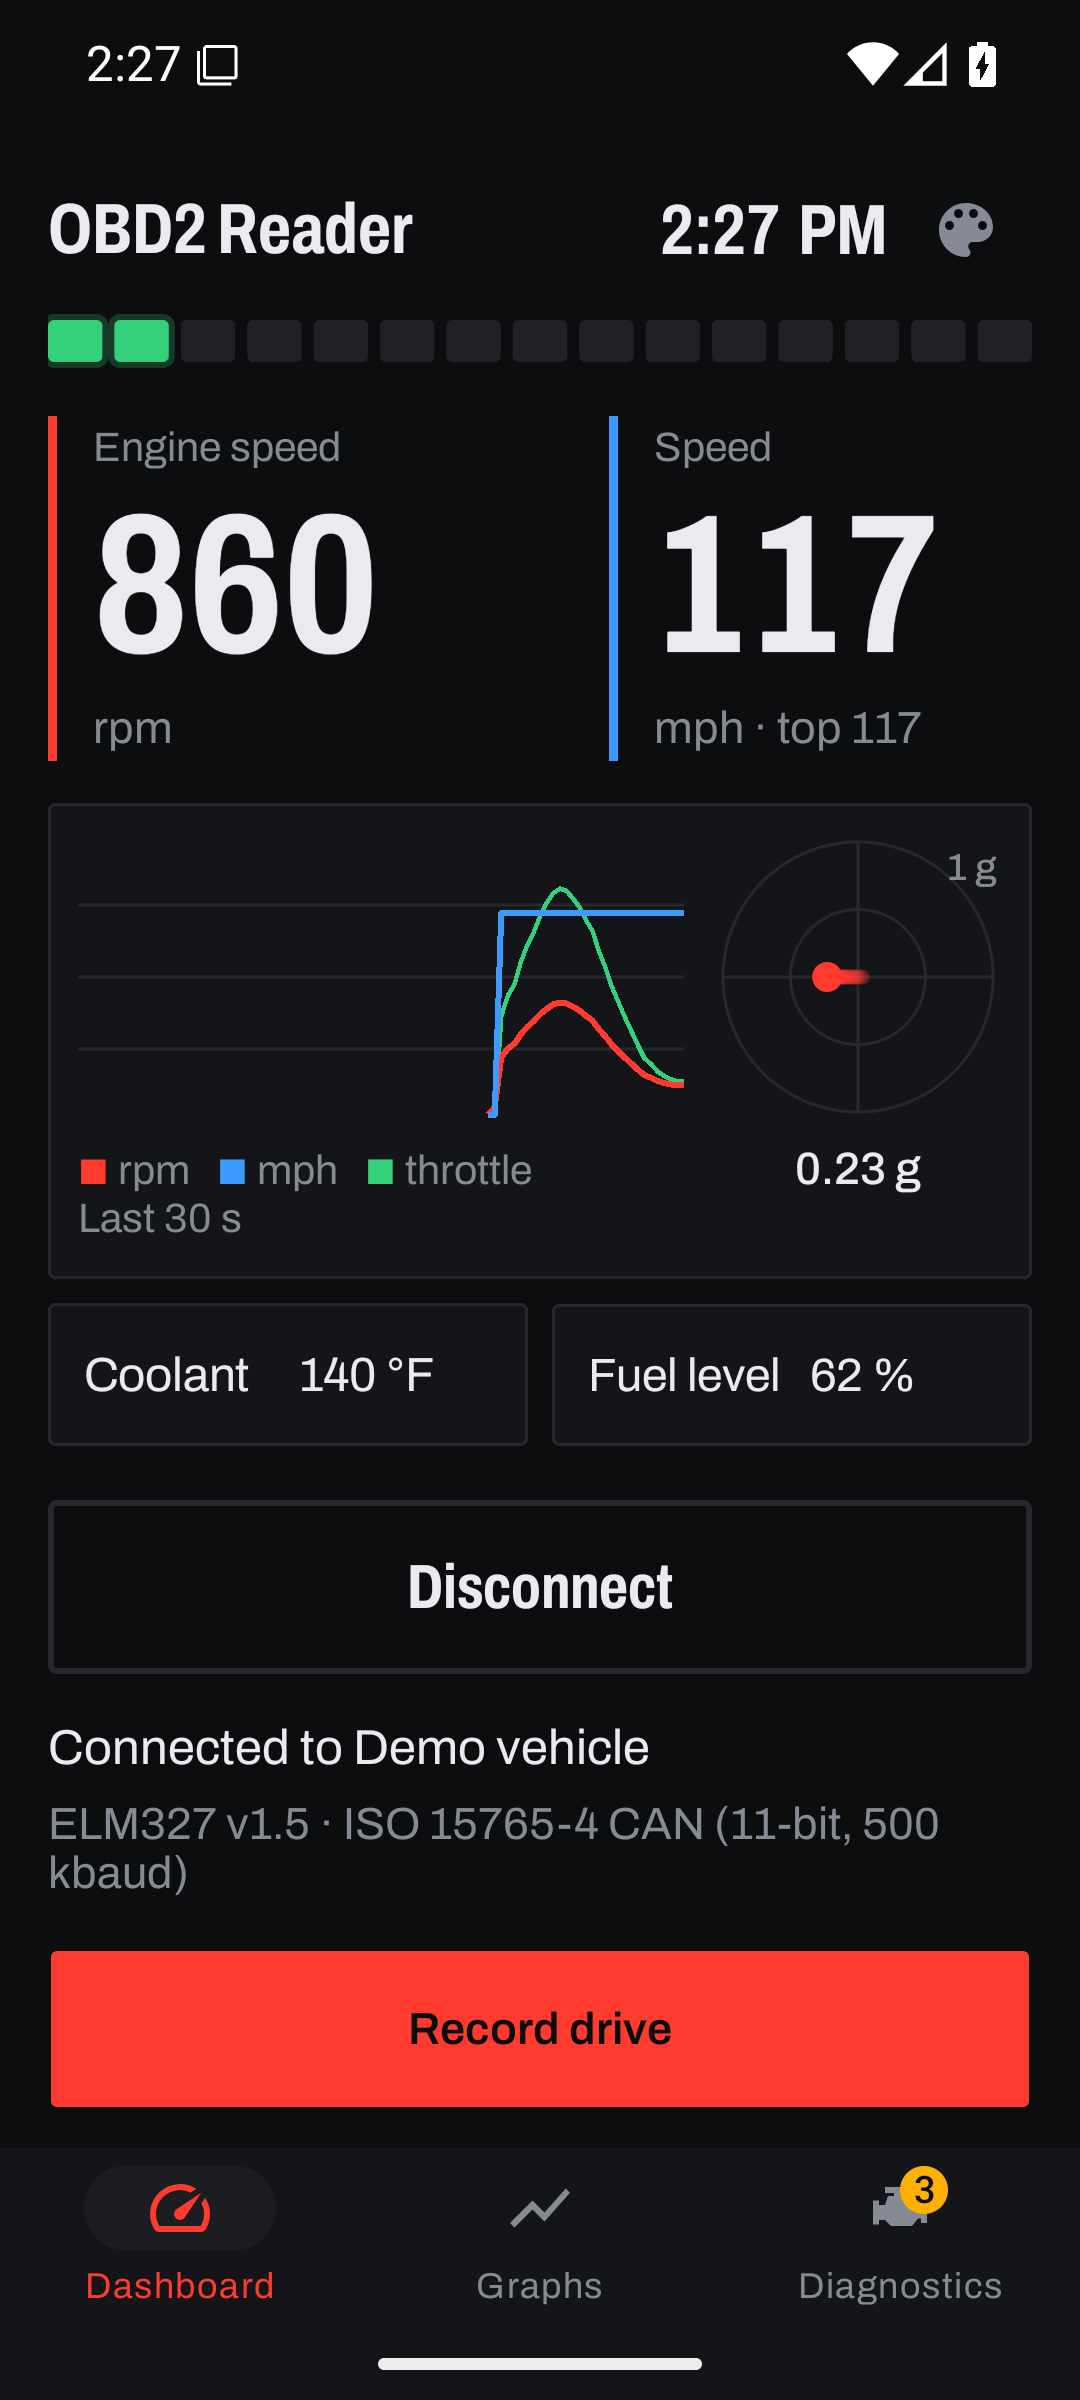 2:27
OBD2 Reader
2:27 PM
Engine speed
860
rpm
Speed
117
mph · top 117
1 g
rpm
mph
throttle
Last 30 s
0.23 g
Coolant 140 °F
Fuel level 62 %
Disconnect
Connected to Demo vehicle
ELM327 v1.5 · ISO 15765-4 CAN (11-bit, 500
kbaud)
Record drive
3
Dashboard
Graphs
Diagnostics